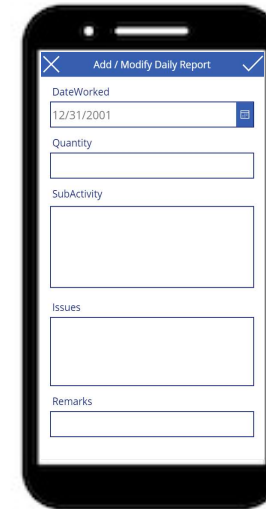 Add / Modify Daily Report
DateWorked
12/31/2001
Quantity
SubActivity
Issues
Remarks